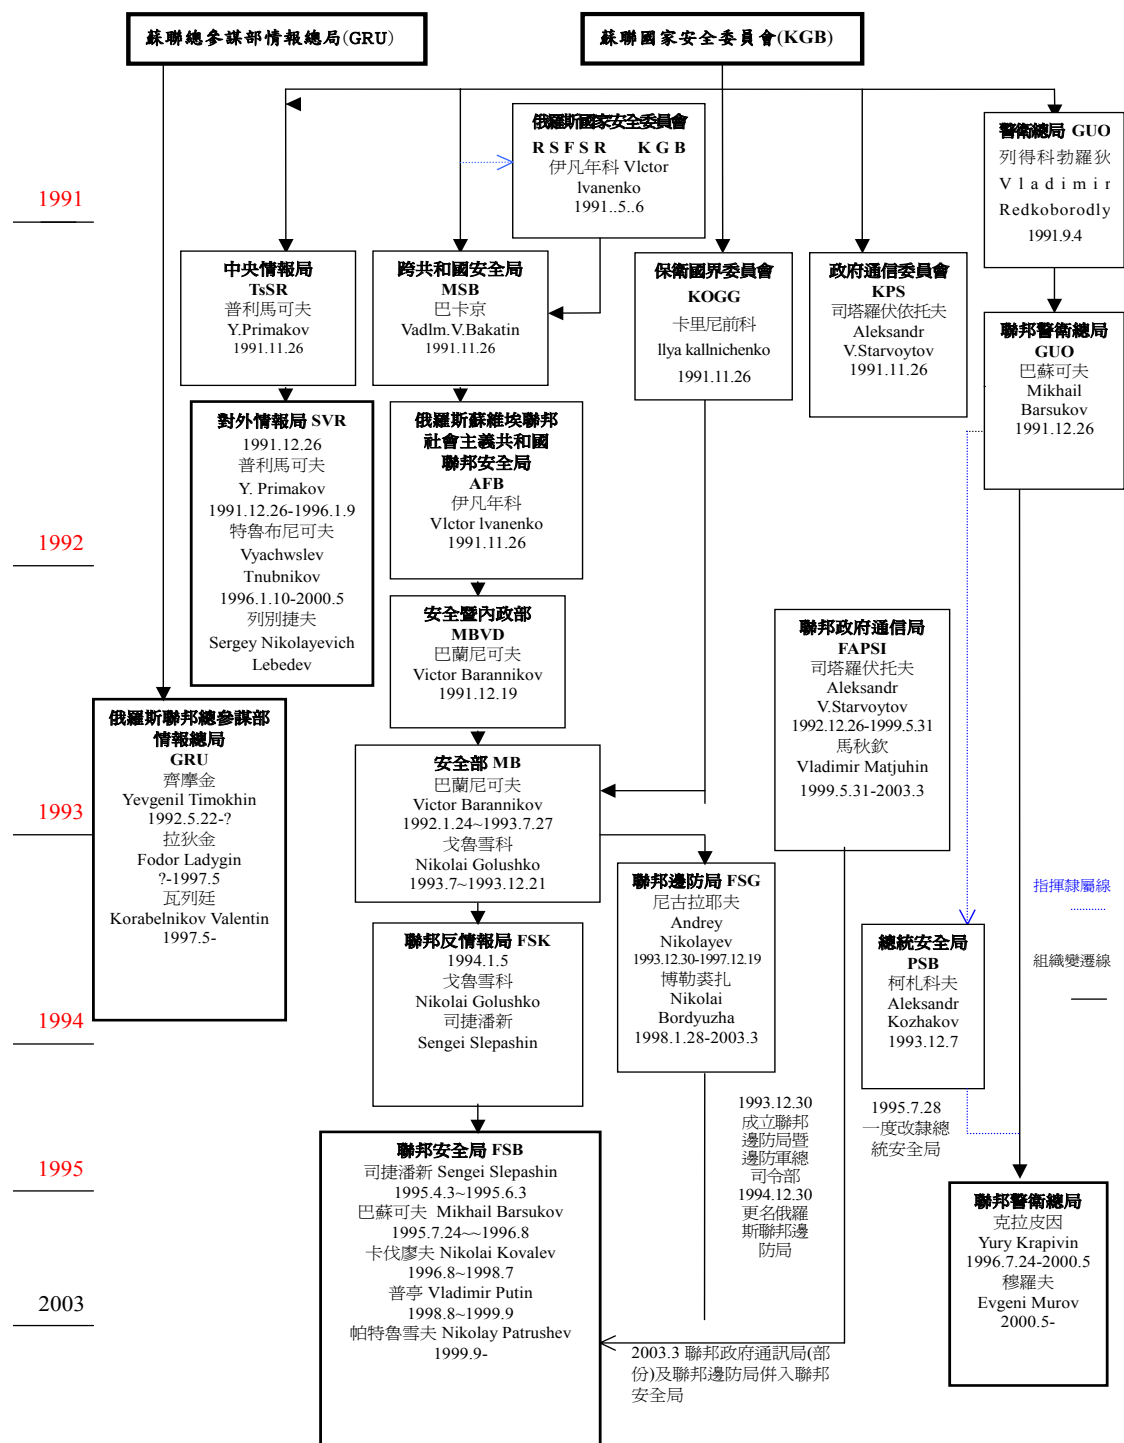 蘇聯總參謀部情報總局(GRU)
蘇聯國家安全委員會(KGB)
俄羅斯國家安全委員會
RSFSR KGB
伊凡年科 Vlctor
lvanenko
1991..5..6
警衛總局 GUO
列得科勃羅狄
Vladimir
Redkoborodly
1991.9.4
1991
中央情報局
TsSR
普利馬可夫
Y.Primakov
1991.11.26
跨共和國安全局
MSB
巴卡京
Vadlm.V.Bakatin
1991.11.26
保衛國界委員會
KOGG
卡里尼前科
llya kallnichenko
1991.11.26
政府通信委員會
KPS
司塔羅伏依托夫
Aleksandr
V.Starvoytov
1991.11.26
聯邦警衛總局
GUO
巴蘇可夫
Mikhail
Barsukov
1991.12.26
對外情報局 SVR
1991.12.26
普利馬可夫
Y. Primakov
1991.12.26-1996.1.9
特魯布尼可夫
Vyachwslev
Tnubnikov
1996.1.10-2000.5
列別捷夫
Sergey Nikolayevich
Lebedev
俄羅斯蘇維埃聯邦
社會主義共和國
聯邦安全局
AFB
伊凡年科
Vlctor lvanenko
1991.11.26
1992
安全暨內政部
MBVD
巴蘭尼可夫
Victor Barannikov
1991.12.19
聯邦政府通信局
FAPSI
司塔羅伏托夫
Aleksandr
V.Starvoytov
1992.12.26-1999.5.31
馬秋欽
Vladimir Matjuhin
1999.5.31-2003.3
俄羅斯聯邦總參謀部
情報總局
GRU
齊摩金
Yevgenil Timokhin
1992.5.22-?
拉狄金
Fodor Ladygin
?-1997.5
瓦列廷
Korabelnikov Valentin
1997.5-
安全部 MB
巴蘭尼可夫
Victor Barannikov
1992.1.24~1993.7.27
戈魯雪科
Nikolai Golushko
1993.7~1993.12.21
1993
聯邦邊防局 FSG
尼古拉耶夫
Andrey
Nikolayev
1993.12.30-1997.12.19
博勒裘扎
Nikolai
Bordyuzha
1998.1.28-2003.3
指揮隸屬線
組織變遷線
聯邦反情報局 FSK
1994.1.5
戈魯雪科
Nikolai Golushko
司捷潘新
Sengei Slepashin
總統安全局
PSB
柯札科夫
Aleksandr
Kozhakov
1993.12.7
1994
1993.12.30
成立聯邦
邊防局暨
邊防軍總
司令部
1994.12.30
更名俄羅
斯聯邦邊
防局
1995.7.28
一度改隸總
統安全局
1995
聯邦安全局 FSB
司捷潘新 Sengei Slepashin
1995.4.3~1995.6.3
巴蘇可夫 Mikhail Barsukov
1995.7.24~~1996.8
卡伐廖夫 Nikolai Kovalev
1996.8~1998.7
普亭 Vladimir Putin
1998.8~1999.9
帕特魯雪夫 Nikolay Patrushev
1999.9-
聯邦警衛總局
克拉皮因
Yury Krapivin
1996.7.24-2000.5
穆羅夫
Evgeni Murov
2000.5-
2003
2003.3 聯邦政府通訊局(部
份)及聯邦邊防局併入聯邦
安全局